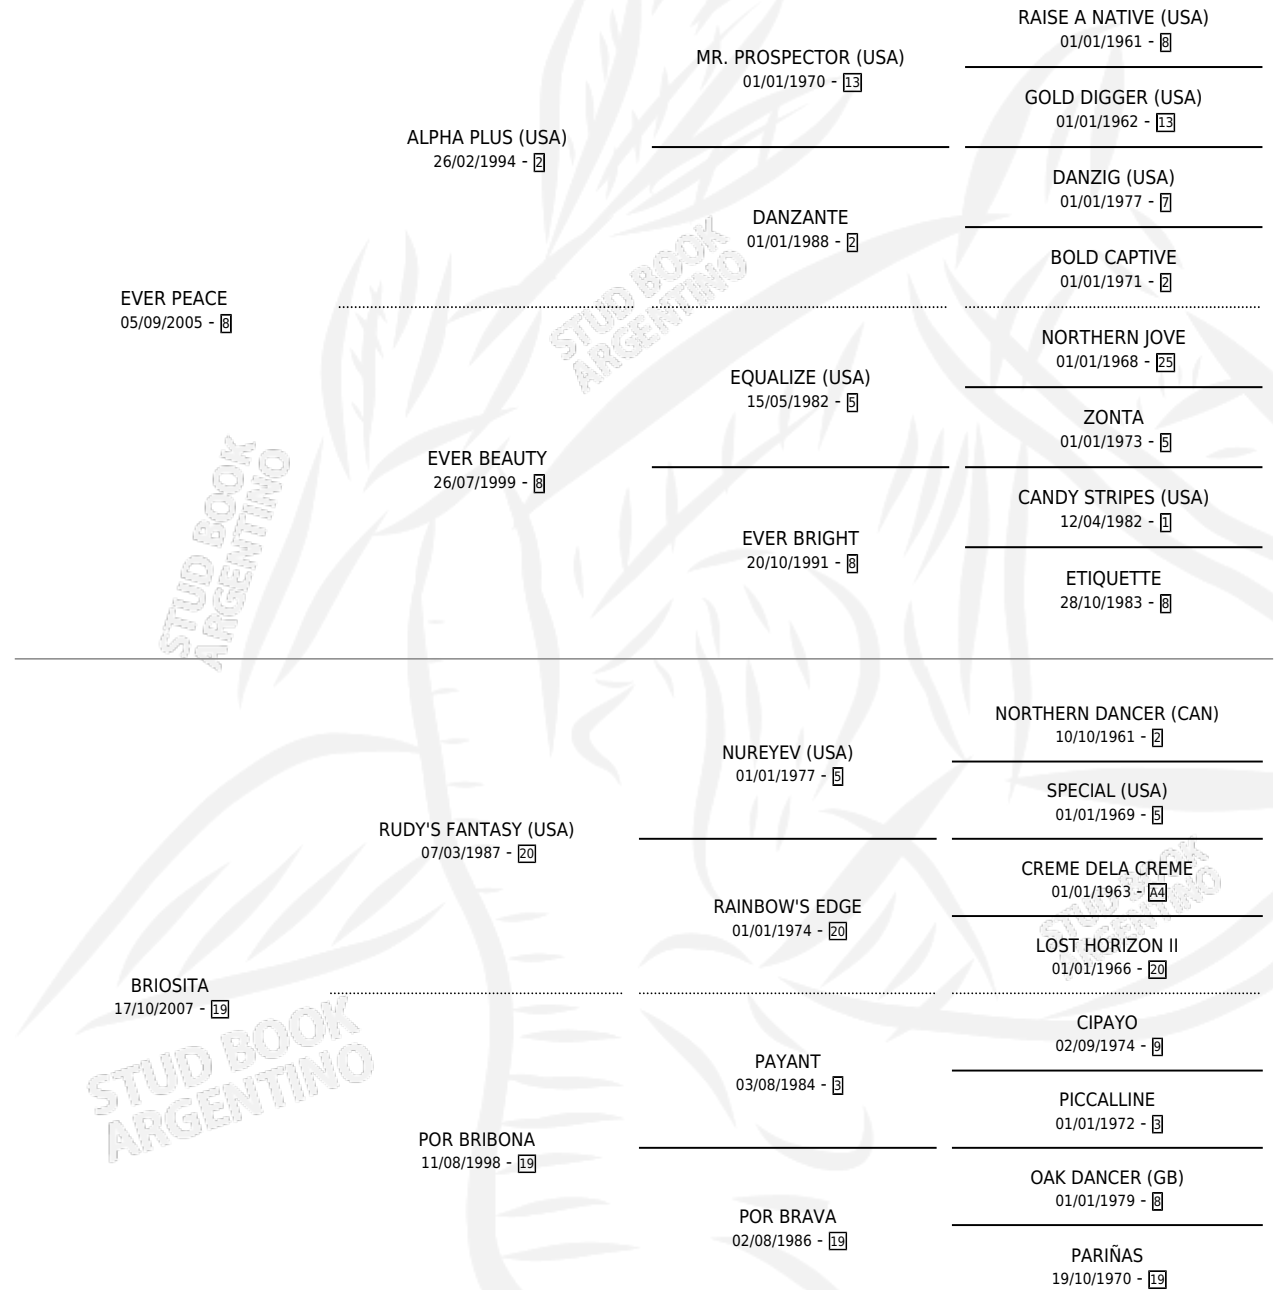 RAISE A NATIVE (USA)
01/01/1961 - 8
MR. PROSPECTOR (USA)
01/01/1970 - 13
GOLD DIGGER (USA)
01/01/1962 - 13
ALPHA PLUS (USA)
26/02/1994 - 2
DANZIG (USA)
01/01/1977 - 7
DANZANTE
01/01/1988 - 2
BOLD CAPTIVE
01/01/1971 - 2
EVER PEACE
05/09/2005 - 8
NORTHERN JOVE
01/01/1968 - 25
EQUALIZE (USA)
15/05/1982 - 5
ZONTA
01/01/1973 - 5
EVER BEAUTY
26/07/1999 - 8
CANDY STRIPES (USA)
12/04/1982 - 1
EVER BRIGHT
20/10/1991 - 8
ETIQUETTE
28/10/1983 - 8
NORTHERN DANCER (CAN)
10/10/1961 - 2
NUREYEV (USA)
01/01/1977 - 5
SPECIAL (USA)
01/01/1969 - 5
RUDY'S FANTASY (USA)
07/03/1987 - 20
CREME DELA CREME
01/01/1963 - A4
RAINBOW'S EDGE
01/01/1974 - 20
LOST HORIZON II
01/01/1966 - 20
BRIOSITA
17/10/2007 - 19
CIPAYO
02/09/1974 - 9
PAYANT
03/08/1984 - 3
PICCALLINE
01/01/1972 - 3
POR BRIBONA
11/08/1998 - 19
OAK DANCER (GB)
01/01/1979 - 8
POR BRAVA
02/08/1986 - 19
PARIÑAS
19/10/1970 - 19
STUD BOOK
ARGENTINO
STUD BOOK
ARGENTINO
STUD BOOK
ARGENTINO
STUD BOOK
ARGENTINO